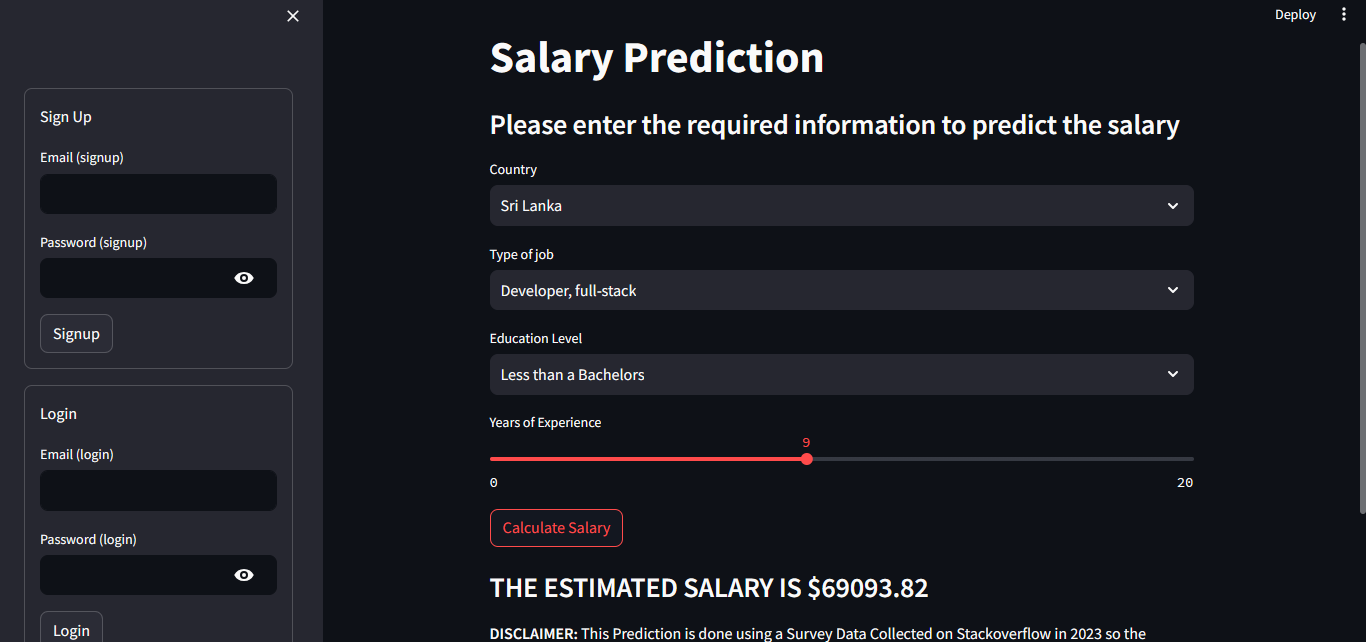 Sign Up
Email (signup)
Password (signup)
Signup
Login
Email (login)
Password (login)
Login
Deploy
Salary Prediction
Please enter the required information to predict the salary
Country
Sri Lanka
Type of job
Developer, full-stack
Education Level
Less than a Bachelors
Years of Experience
9
0 20
Calculate Salary
THE ESTIMATED SALARY IS $69093.82
DISCLAIMER: This Prediction is done using a Survey Data Collected on Stackoverflow in 2023 so the